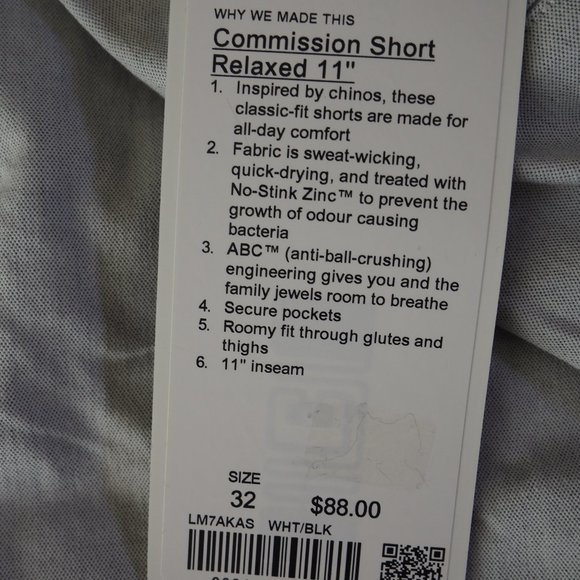 WHY WE MADE THIS
Commission Short
Relaxed 11"
1. Inspired by chinos, these
classic-fit shorts are made for
all-day comfort
2. Fabric is sweat-wicking,
quick-drying, and treated with
No-Stink Zinc™ to prevent the
growth of odour causing
bacteria
3. ABC™ (anti-ball-crushing)
engineering gives you and the
family jewels room to breathe
4. Secure pockets
5. Roomy fit through glutes and
thighs
6. 11" inseam
SIZE
32 $88.00
LM7AKAS WHT/BLK